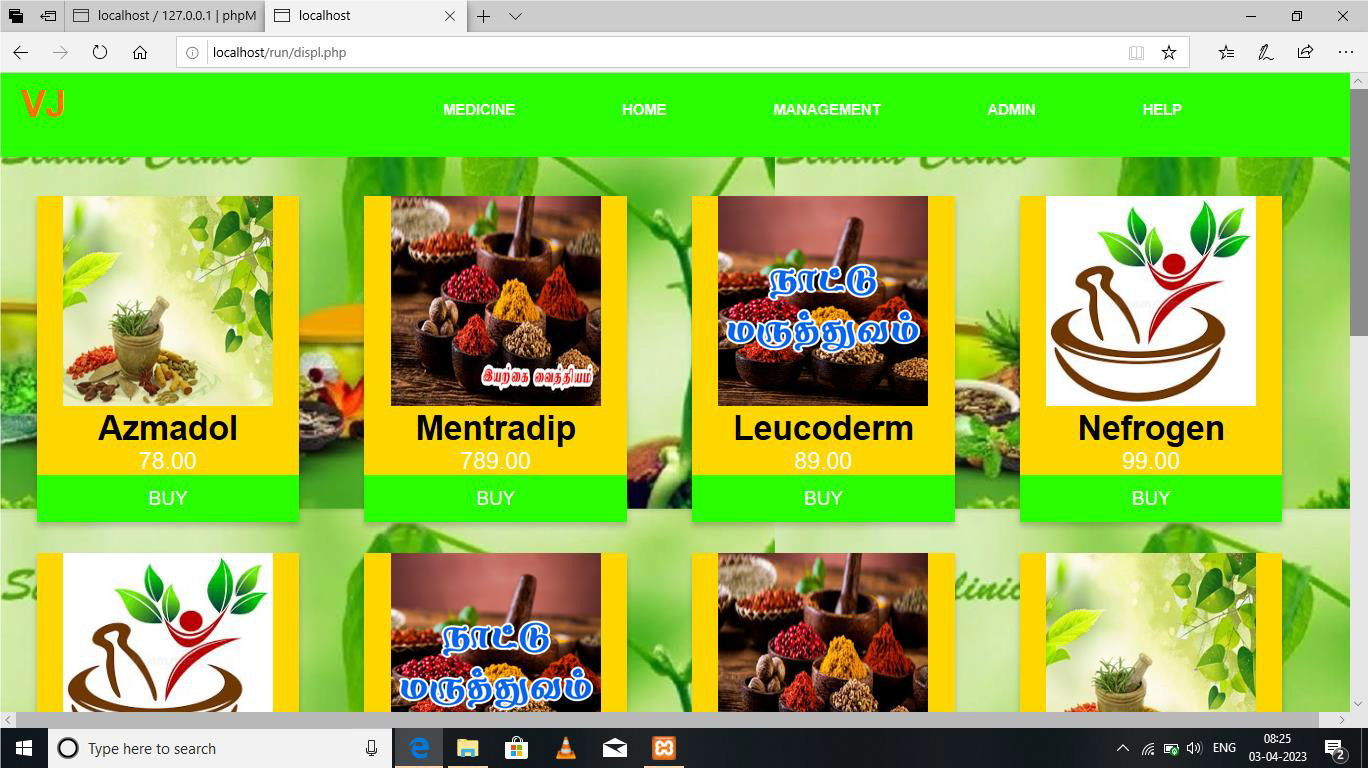 localhost / 127.0.0.1 | phpM
localhost
localhost/run/displ.php
VJ
MEDICINE
HOME
MANAGEMENT
ADMIN
HELP
இயற்கை வைத்தியம்
நாட்டு
மருத்துவம்
Azmadol
Mentradip
Leucoderm
Nefrogen
78.00
789.00
89.00
99.00
BUY
BUY
BUY
BUY
நாட்டு
மருத்துவம்
Type here to search
ENG
08:25
03-04-2023
2